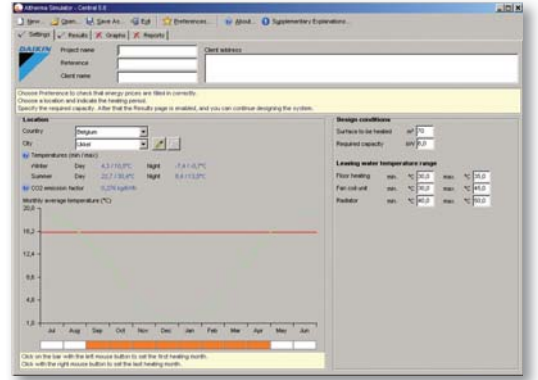 Altherma Simulator - Central 5.6
New... Open... Save As... Exit Preferences... About... Supplementary Explanations...
Settings Results Graphs Reports
DAIKIN
Project name
Client address
Reference
Client name
Choose Preference to check that energy prices are filled in correctly.
Choose a location and indicate the heating period.
Specify the required capacity. After that the Results page is enabled, and you can continue designing the system.
Location
Country Belgium
City Ukkel
Temperatures (min / max)
Winter Day Night
Summer Day Night
CO2 emission factor
Monthly average temperature (°C)
20,0
16,2
12,4
1,0
Jul Aug Sep Oct Nov Dec Jan Feb Mar Apr May Jun
Click on the bar with the left mouse button to set the first heating month.
Click with the right mouse button to set the last heating month.
Design conditions
Surface to be heated m² 70
Required capacity kW
Leaving water temperature range
Floor heating min. °C 30,0 max. °C 35,0
Fan coil unit min. °C 30,0 max. °C 45,0
Radiator min. °C 40,0 max. °C 50,0